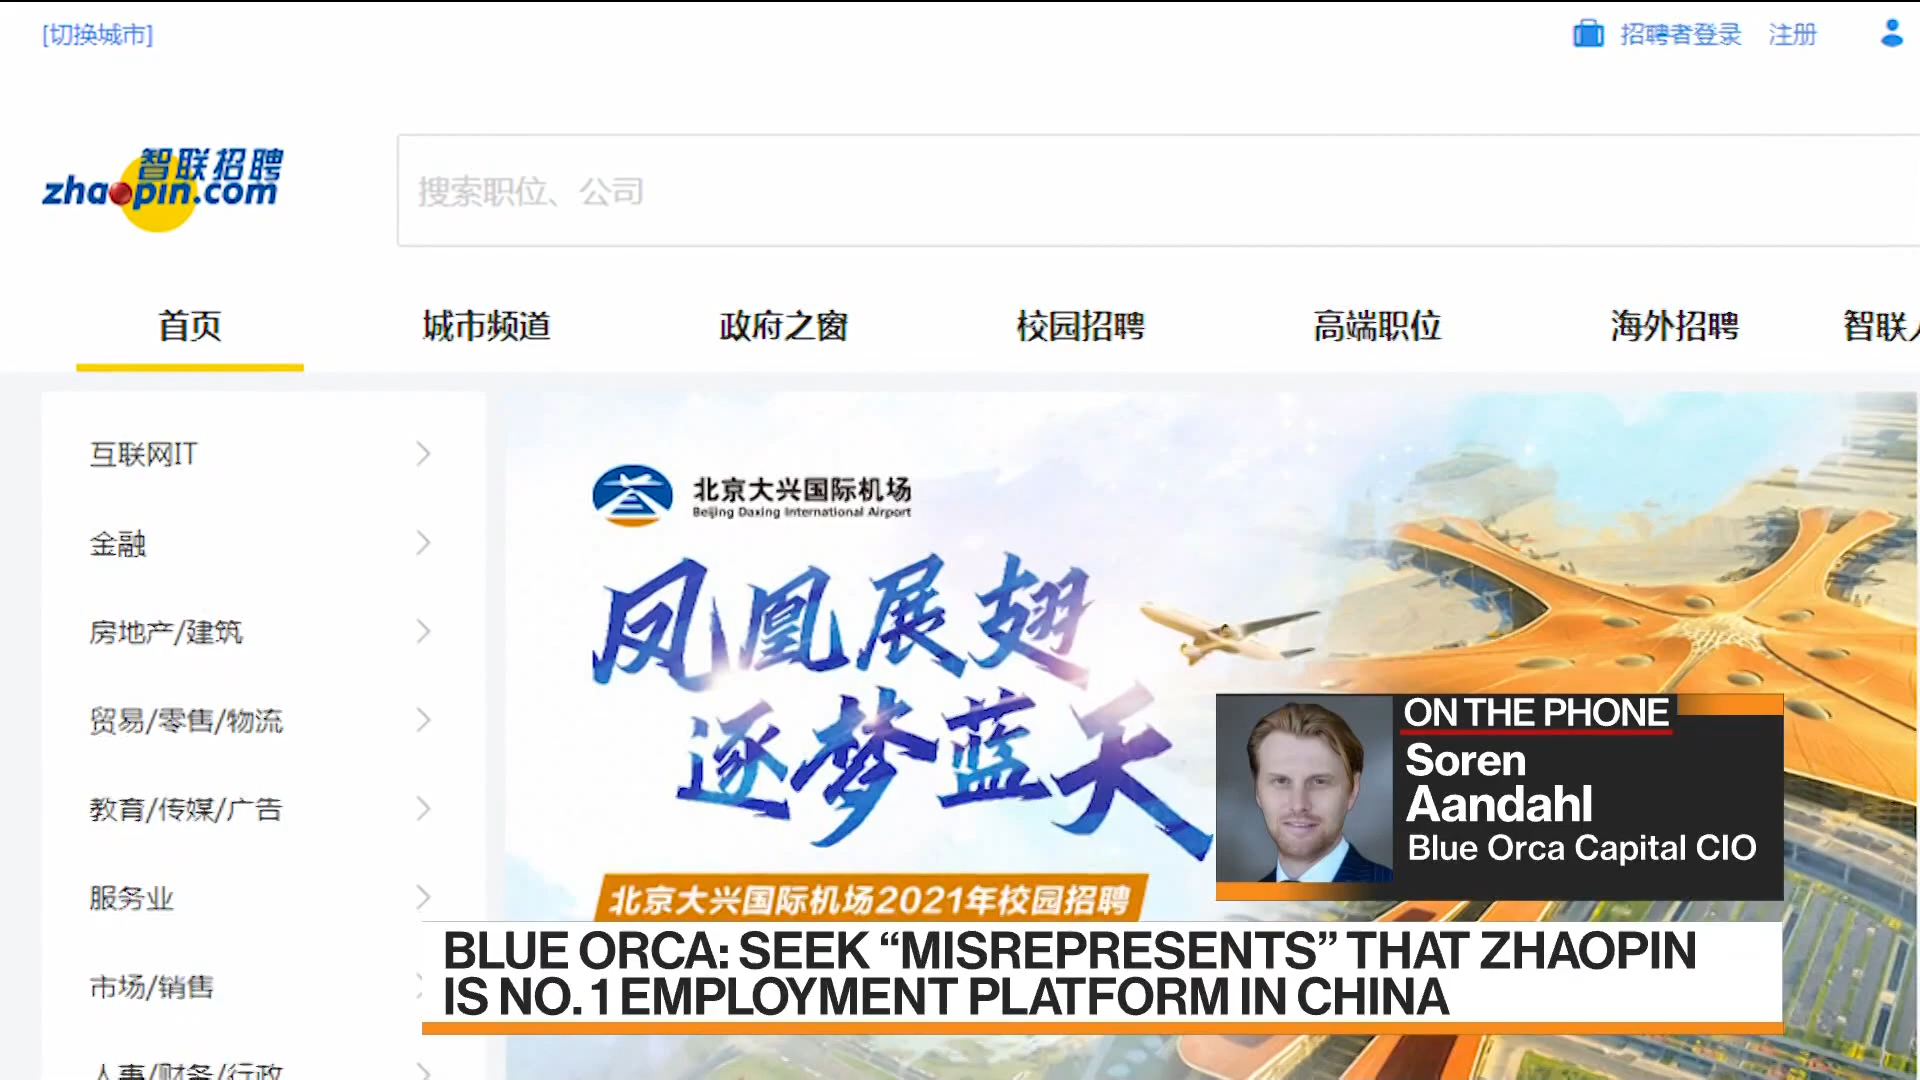 [切换城市]
招聘者登录 注册
智联招聘
zhaopin.com
搜索职位、公司
首页 城市频道 政府之窗 校园招聘 高端职位 海外招聘 智联
互联网IT
金融
房地产/建筑
贸易/零售/物流
教育/传媒/广告
服务业
市场/销售
人事/财务/行政
北京大兴国际机场
Beijing Daxing International Airport
凤凰展翅
逐梦蓝天
北京大兴国际机场2021年校园招聘
ON THE PHONE
Soren
Aandahl
Blue Orca Capital CIO
BLUE ORCA: SEEK “MISREPRESENTS” THAT ZHAOPIN
IS NO. 1 EMPLOYMENT PLATFORM IN CHINA